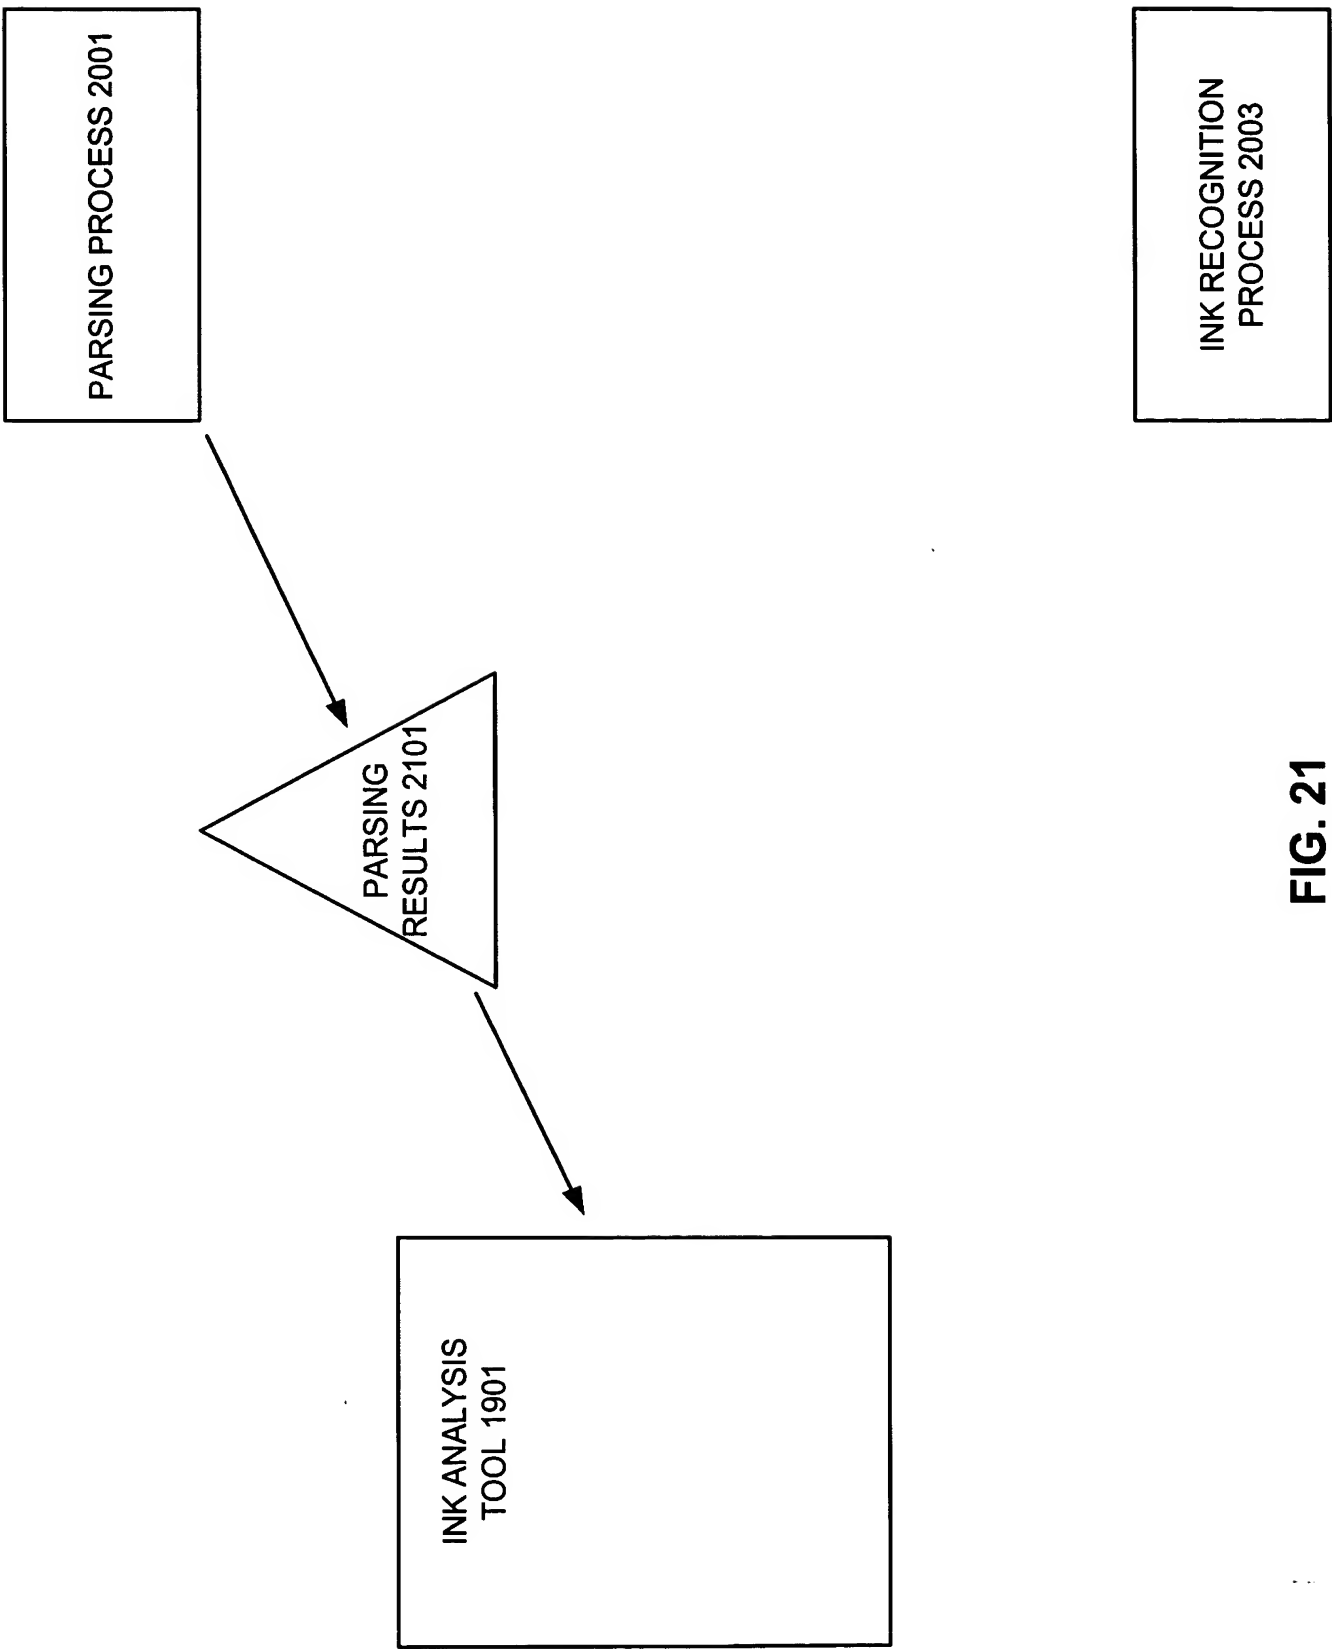 PARSING PROCESS 2001
PARSING
RESULTS 2101
INK ANALYSIS
TOOL 1901
INK RECOGNITION
PROCESS 2003
FIG. 21